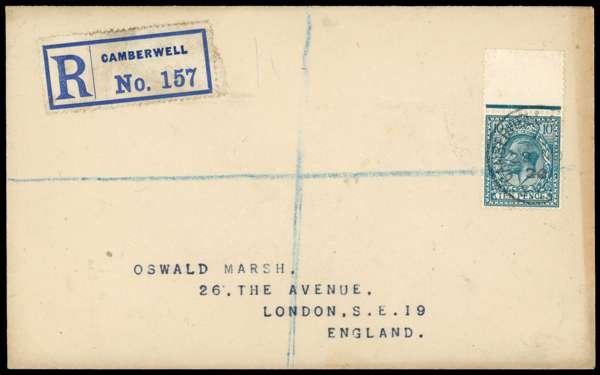 R
CAMBERWELL
No. 157
10
TEN PENCE
OSWALD MARSH.
26, THE AVENUE.
LONDON, S.E.19
ENGLAND.